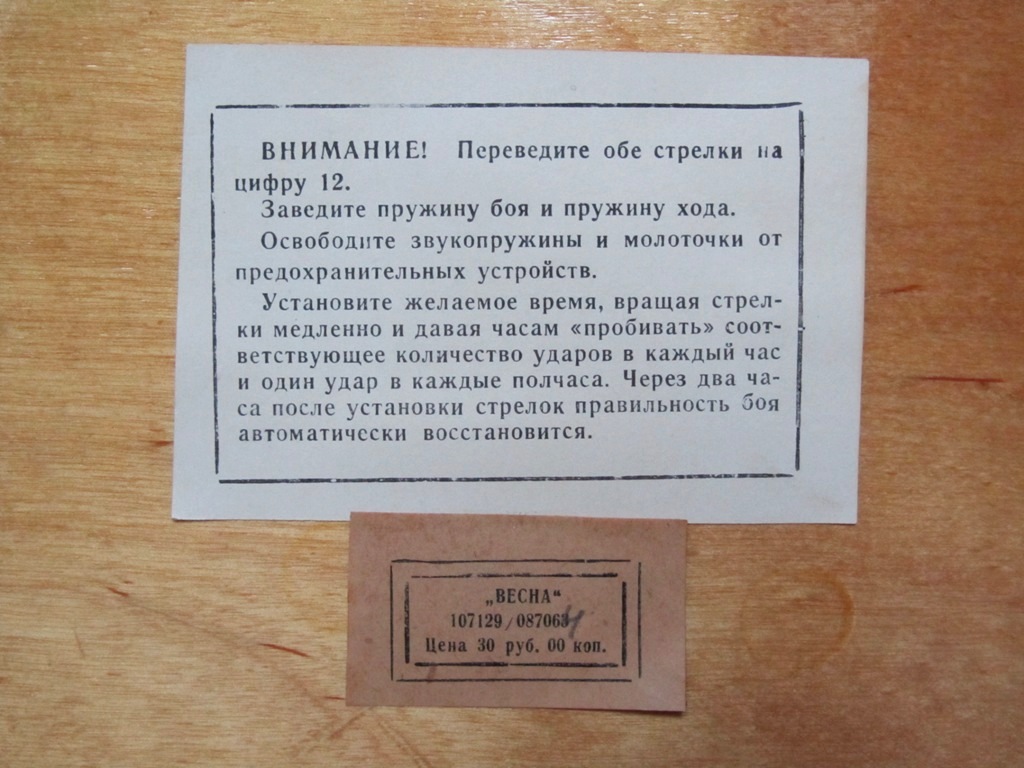 ВНИМАНИЕ! Переведите обе стрелки на
цифру 12.
Заведите пружину боя и пружину хода.
Освободите звукопружины и молоточки от
предохранительных устройств.
Установите желаемое время, вращая стрел-
ки медленно и давая часам «пробивать» соот-
ветствующее количество ударов в каждый час
и один удар в каждые полчаса. Через два ча-
са после установки стрелок правильность боя
автоматически восстановится.
„ВЕСНА“
107129/087063 4
Цена 30 руб. 00 коп.